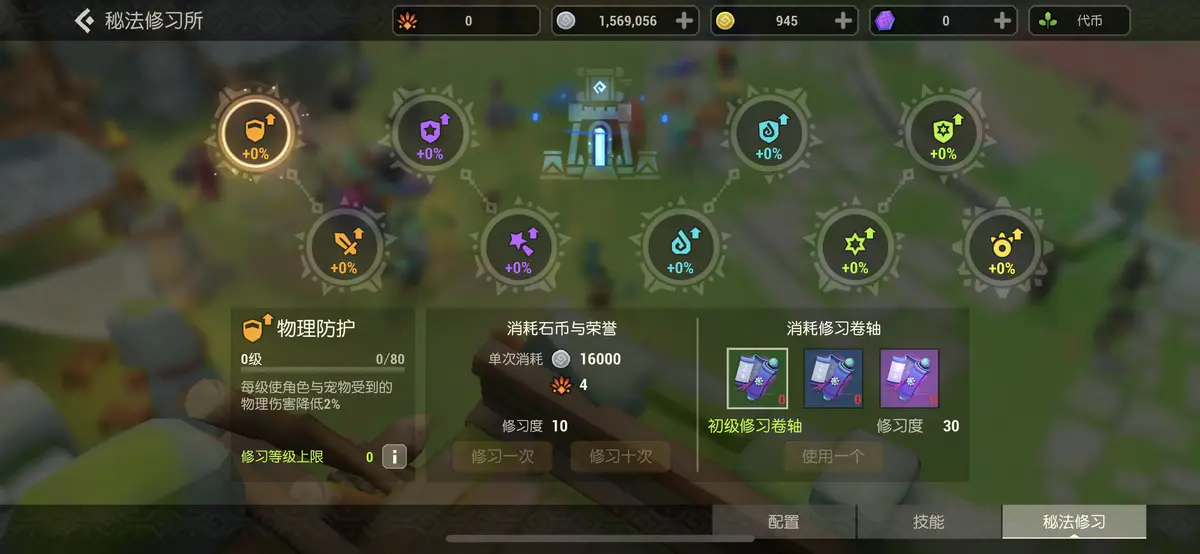 秘法修习所
0
1,569,056
945
0
代币
+0%
+0%
+0%
+0%
+0%
+0%
+0%
+0%
+0%
物理防护
0级
0/80
每级使角色与宠物受到的
物理伤害降低2%
修习等级上限 0
消耗石币与荣誉
单次消耗 16000
4
修习度 10
修习一次
修习十次
消耗修习卷轴
0
0
0
初级修习卷轴
修习度 30
使用一个
配置
技能
秘法修习